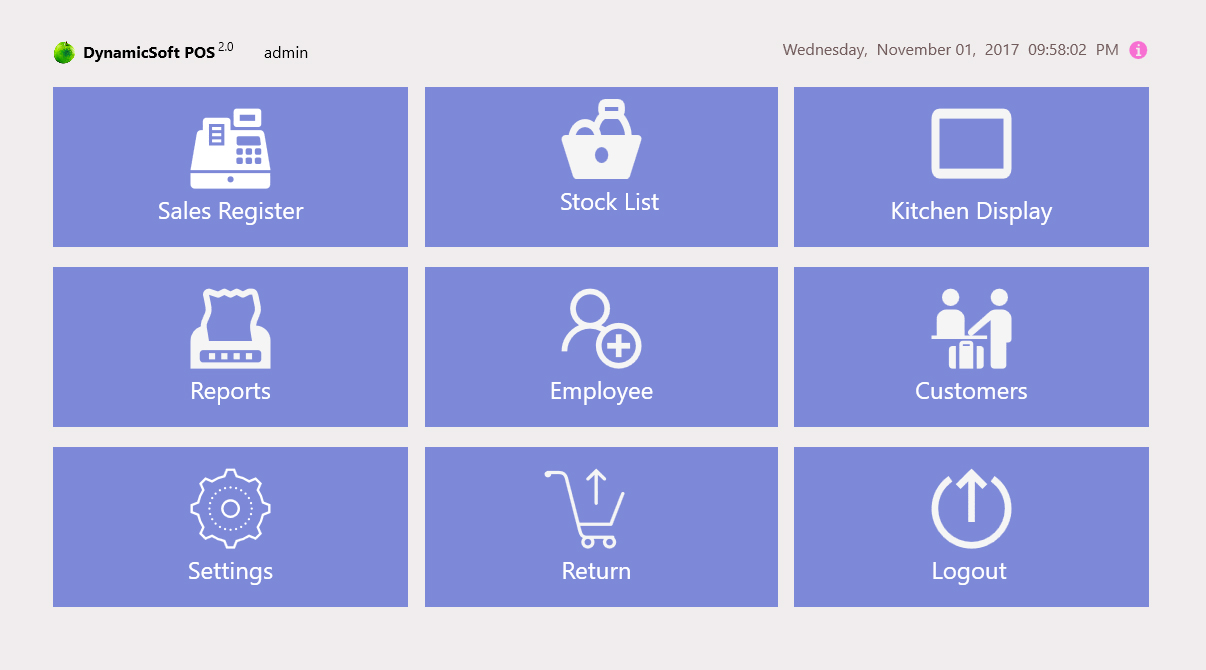 DynamicSoft POS 2.0 admin Wednesday, November 01, 2017 09:58:02 PM
Sales Register
Stock List
Kitchen Display
Reports
Employee
Customers
Settings
Return
Logout